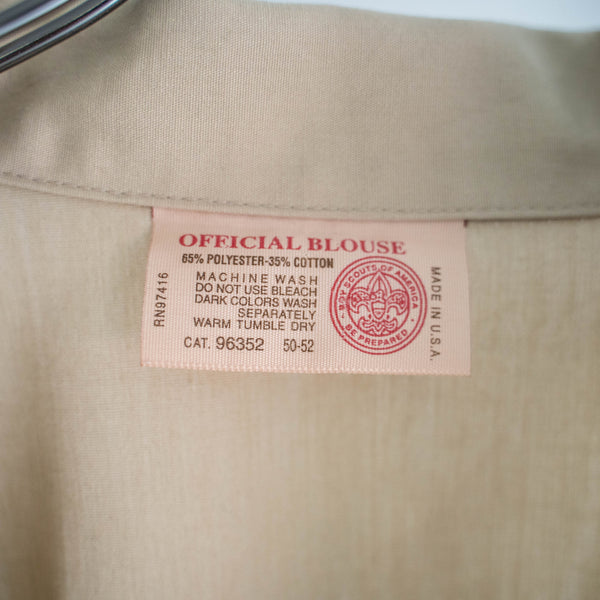 OFFICIAL BLOUSE
65% POLYESTER-35% COTTON
MACHINE WASH
DO NOT USE BLEACH
DARK COLORS WASH
SEPARATELY
WARM TUMBLE DRY
CAT. 96352 50-52
RN97416
BOY SCOUTS OF AMERICA
BE PREPARED
MADE IN U.S.A.